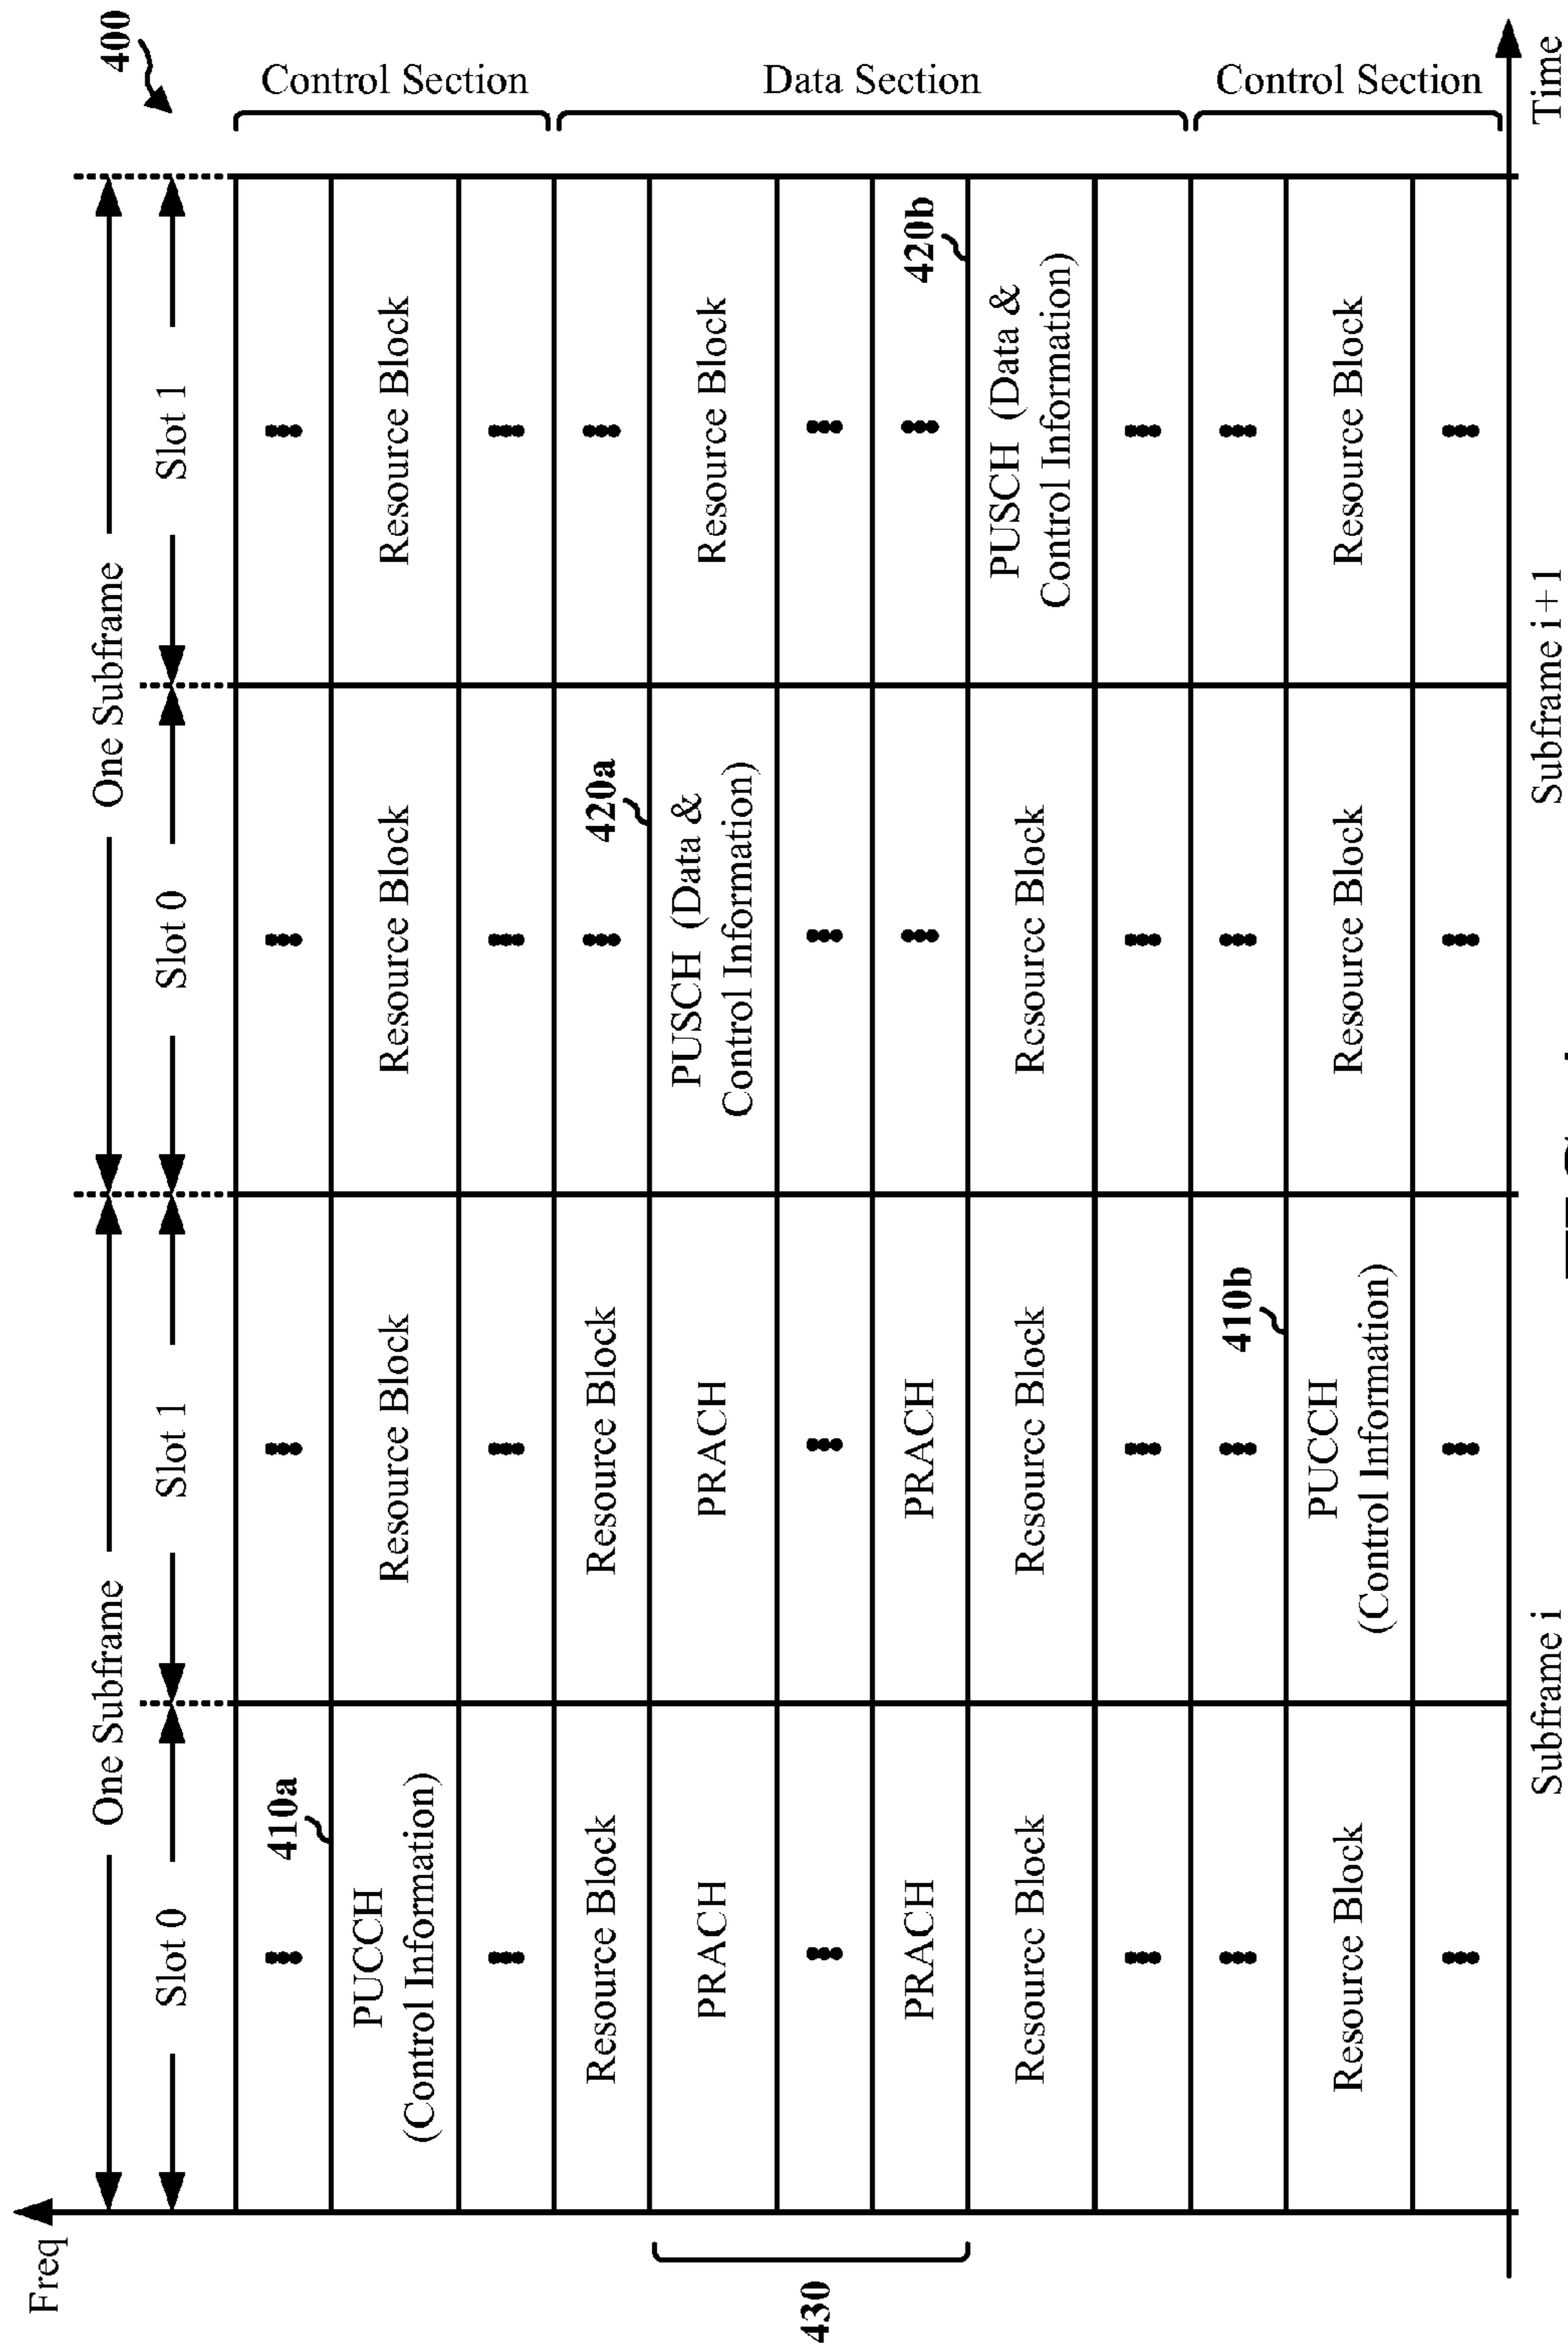 Freq
One Subframe
One Subframe
400
Slot 0
Slot 1
Slot 0
Slot 1
410a
PUCCH
(Control Information)
Resource Block
Resource Block
Resource Block
Control Section
Resource Block
Resource Block
420a
Resource Block
PRACH
PRACH
PUSCH (Data &
Control Information)
430
Data Section
PRACH
PRACH
420b
Resource Block
Resource Block
Resource Block
PUSCH (Data &
Control Information)
410b
Resource Block
PUCCH
(Control Information)
Resource Block
Resource Block
Control Section
Subframe i
Subframe i+1
Time